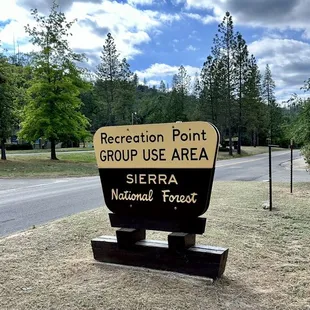 Recreation Point
GROUP USE AREA
SIERRA
National Forest